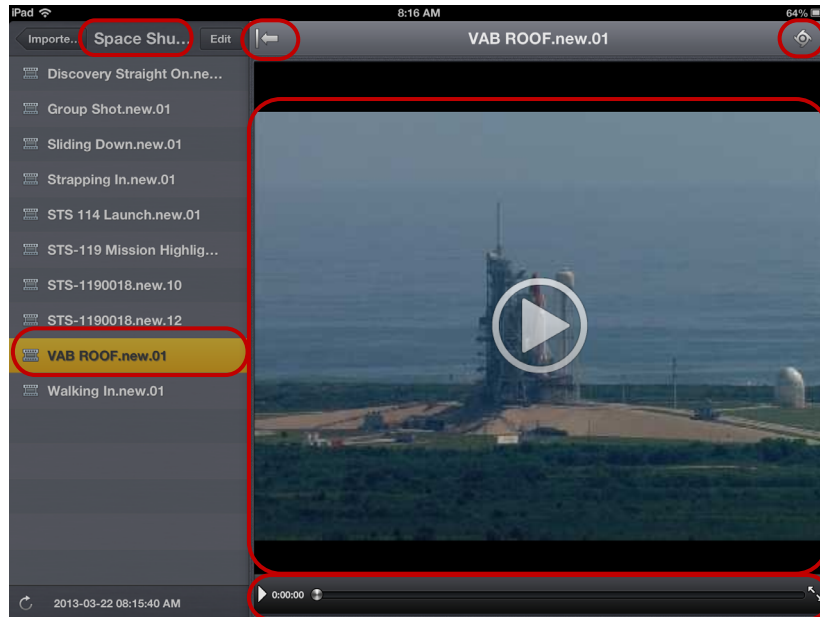 iPad 8:16 AM 64%
Importe... Space Shu... Edit VAB ROOF.new.01
Discovery Straight On.ne...
Group Shot.new.01
Sliding Down.new.01
Strapping In.new.01
STS 114 Launch.new.01
STS-119 Mission Highlig...
STS-1190018.new.10
STS-1190018.new.12
VAB ROOF.new.01
Walking In.new.01
0:00:00
2013-03-22 08:15:40 AM